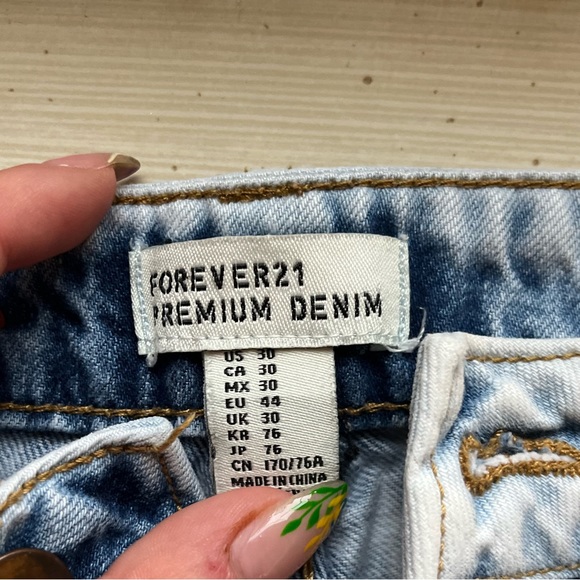 FOREVER21
PREMIUM DENIM
US 30
CA 30
MX 30
EU 44
UK 30
KR 76
JP 76
CN 170/76A
MADE IN CHINA